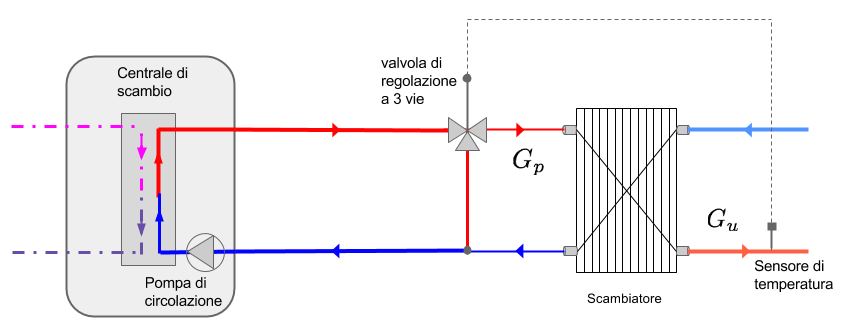 Centrale di
scambio
valvola di
regolazione
a 3 vie
G_p
G_u
Pompa di
circolazione
Scambiatore
Sensore di
temperatura